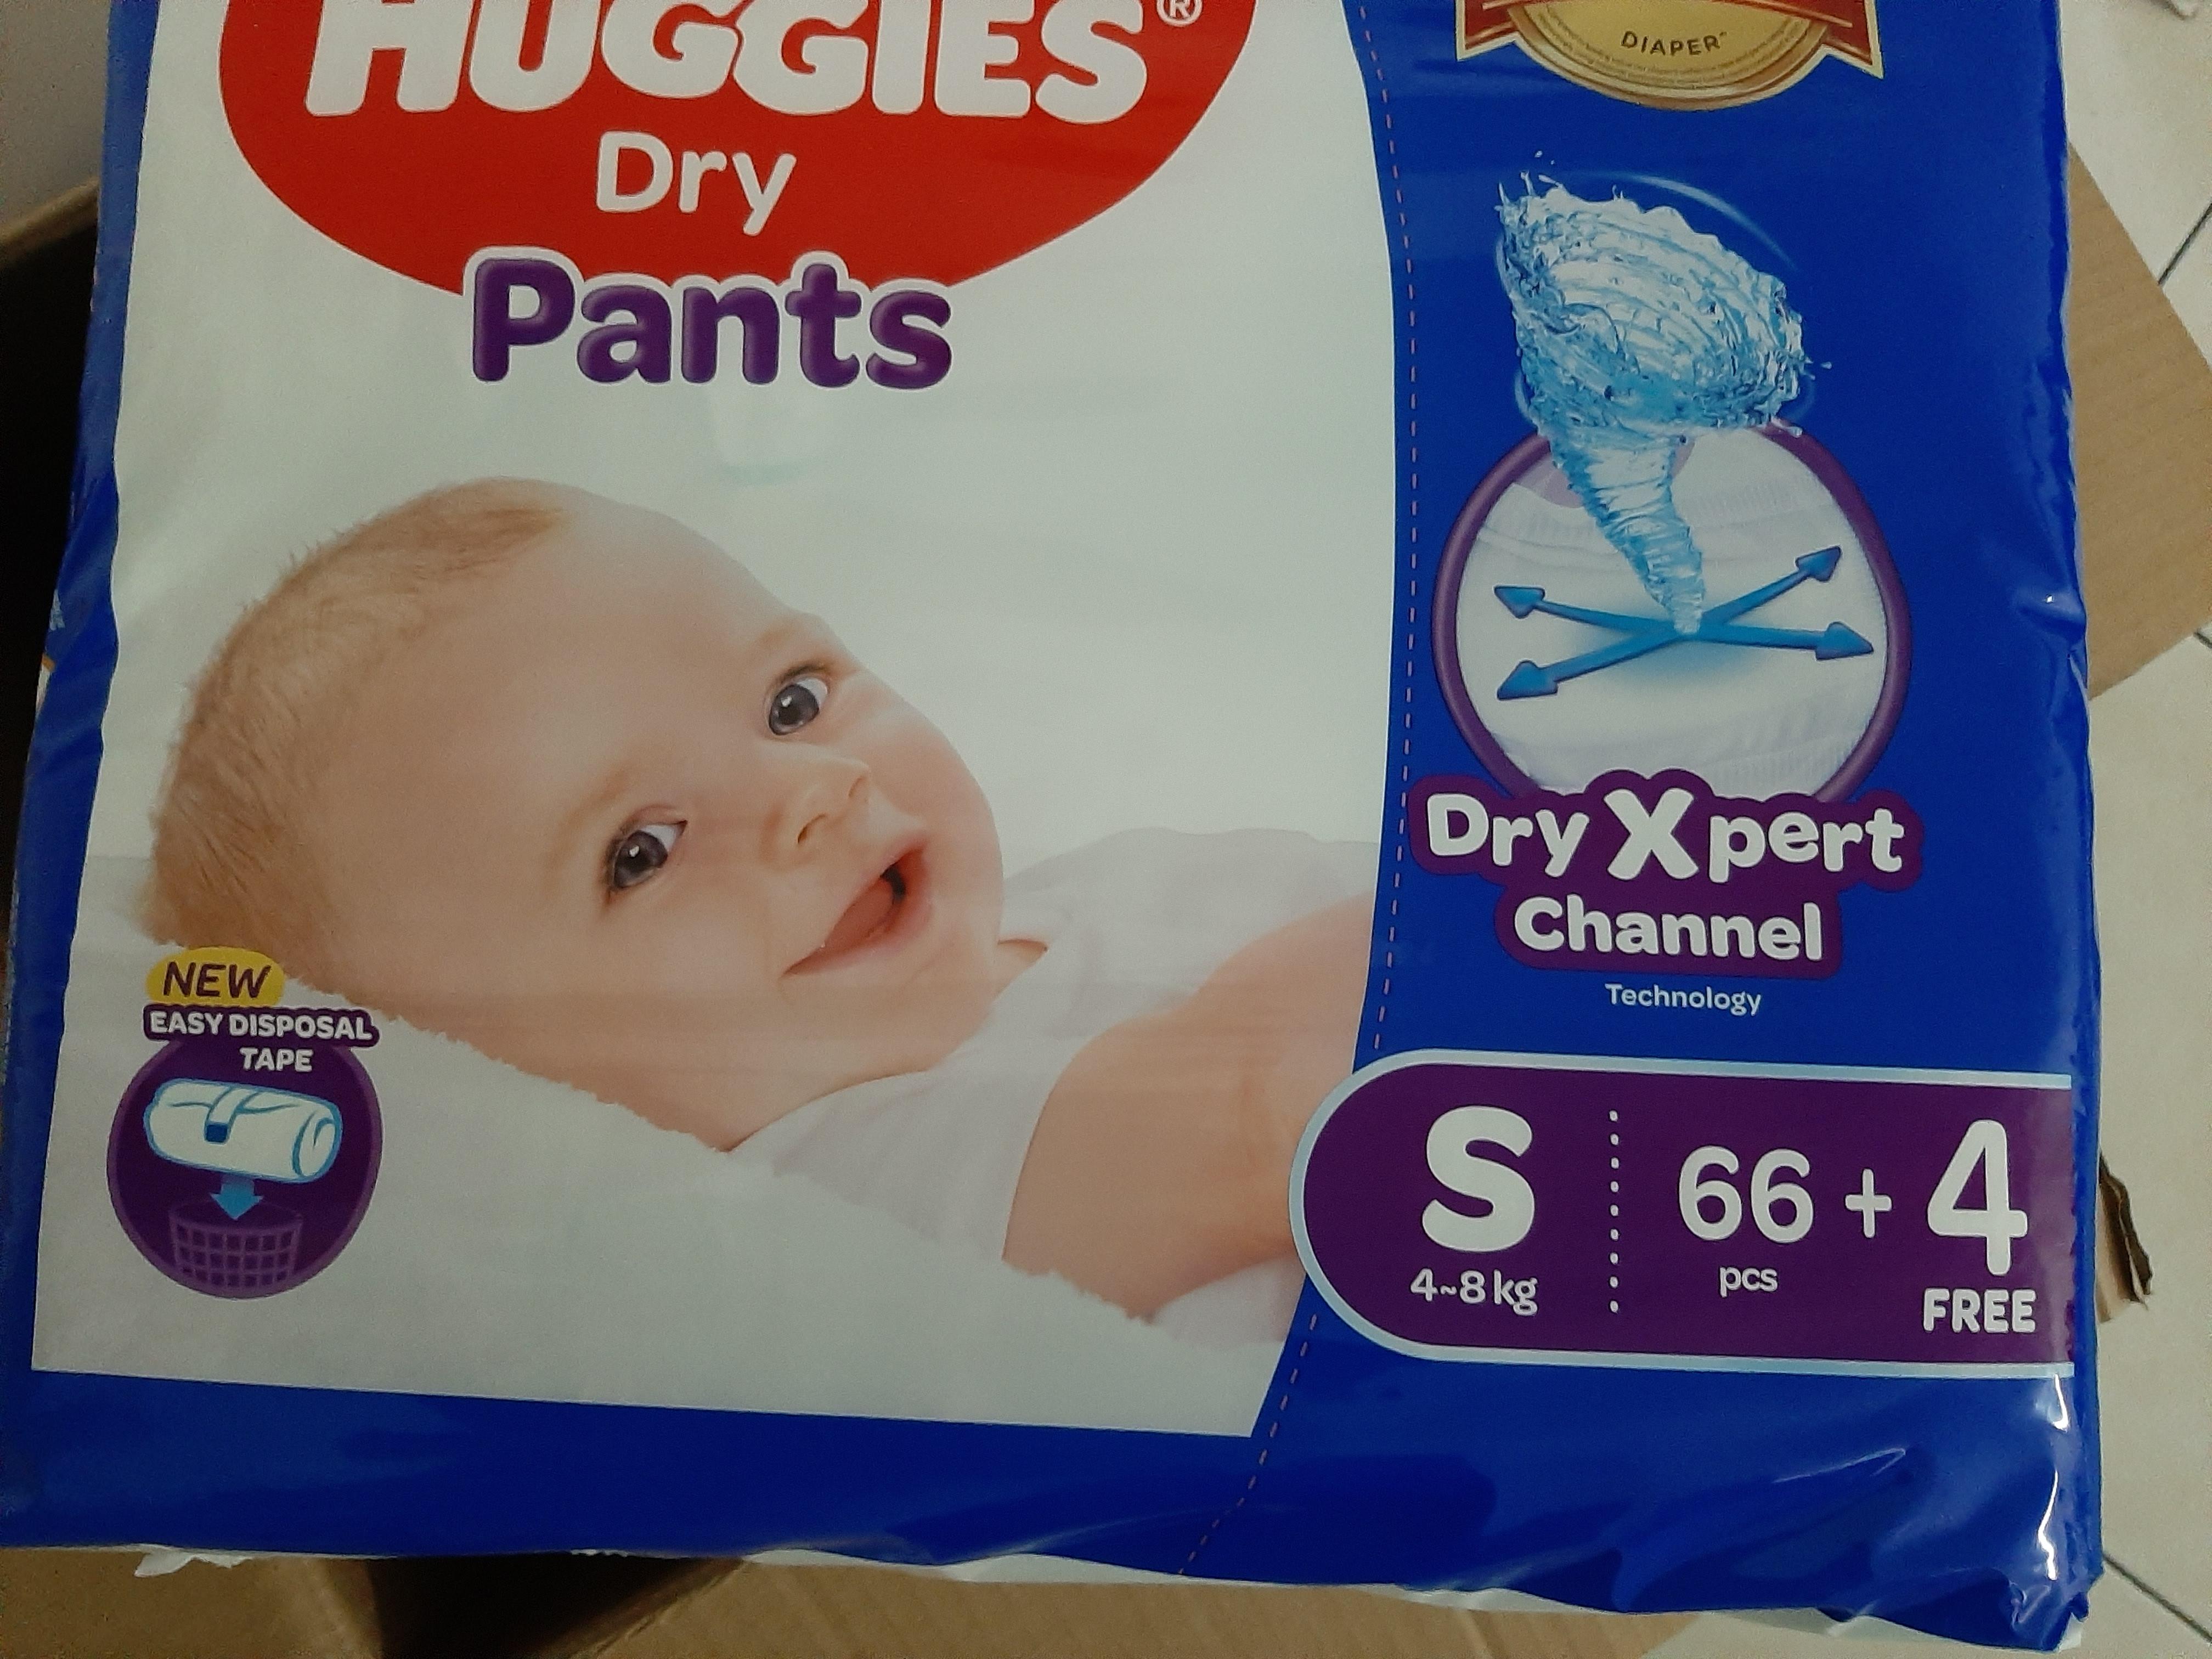 HUGGIES®
Dry
Pants
DIAPER
Dry Xpert
Channel
Technology
NEW
EASY DISPOSAL
TAPE
S
4~8 kg
66 + 4
pcs
FREE